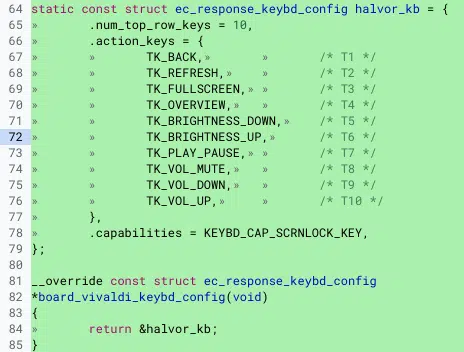 64 static const struct ec_response_keybd_config halvor_kb = {
65 » .num_top_row_keys = 10,
66 » .action_keys = {
67 » » TK_BACK,» » /* T1 */
68 » » TK_REFRESH,» » /* T2 */
69 » » TK_FULLSCREEN,» » /* T3 */
70 » » TK_OVERVIEW,» » /* T4 */
71 » » TK_BRIGHTNESS_DOWN,» /* T5 */
72 » » TK_BRIGHTNESS_UP,» /* T6 */
73 » » TK_PLAY_PAUSE,» » /* T7 */
74 » » TK_VOL_MUTE,» » /* T8 */
75 » » TK_VOL_DOWN,» » /* T9 */
76 » » TK_VOL_UP,» » /* T10 */
77 » },
78 » .capabilities = KEYBD_CAP_SCRNLOCK_KEY,
79 };
80
81 __override const struct ec_response_keybd_config
82 *board_vivaldi_keybd_config(void)
83 {
84 » return &halvor_kb;
85 }